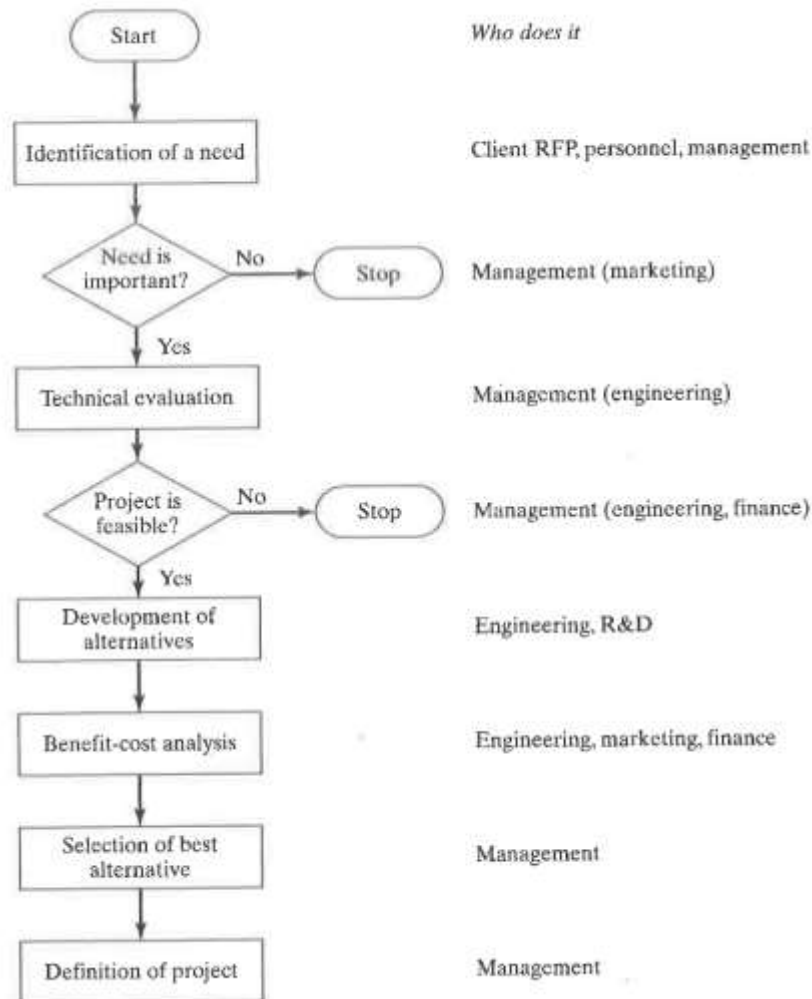 Start
Who does it
Identification of a need
Client RFP, personnel, management
Need is
important?
No
Stop
Management (marketing)
Yes
Technical evaluation
Management (engineering)
Project is
feasible?
No
Stop
Management (engineering, finance)
Yes
Development of
alternatives
Engineering, R&D
Benefit-cost analysis
Engineering, marketing, finance
Selection of best
alternative
Management
Definition of project
Management